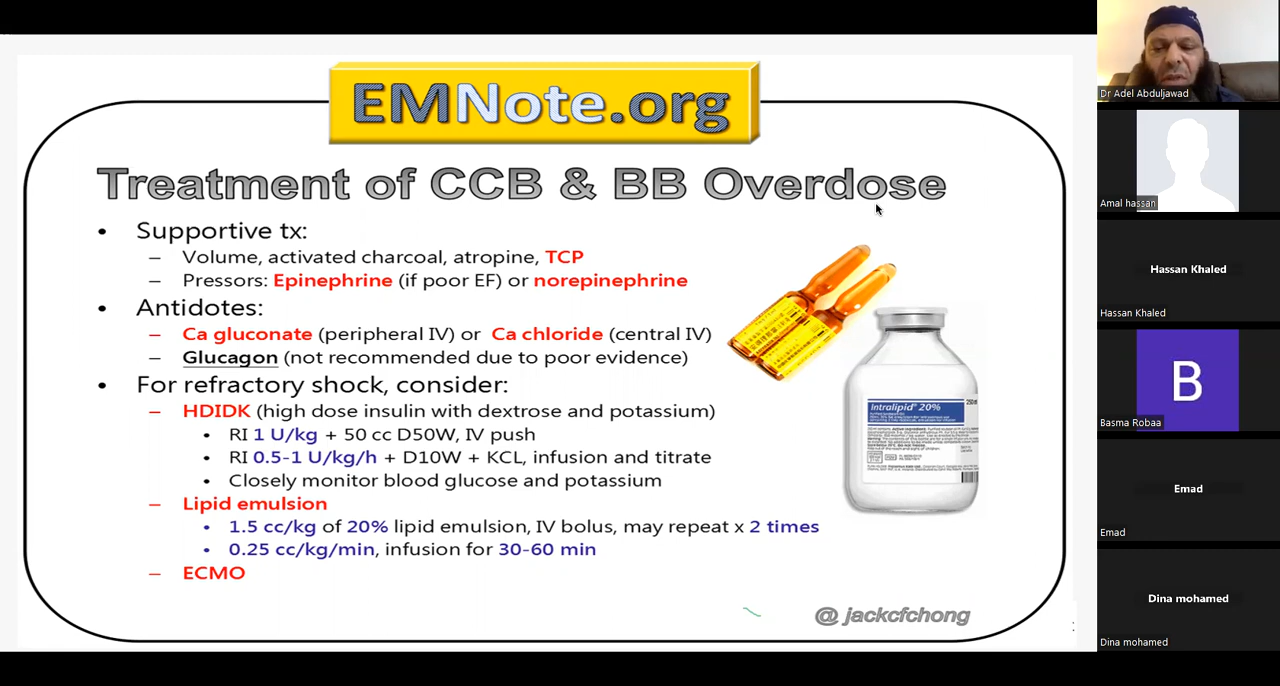 EMNote.org
Treatment of CCB & BB Overdose
• Supportive tx:
– Volume, activated charcoal, atropine, TCP
– Pressors: Epinephrine (if poor EF) or norepinephrine
• Antidotes:
– Ca gluconate (peripheral IV) or Ca chloride (central IV)
– Glucagon (not recommended due to poor evidence)
• For refractory shock, consider:
– HDIDK (high dose insulin with dextrose and potassium)
• RI 1 U/kg + 50 cc D50W, IV push
• RI 0.5-1 U/kg/h + D10W + KCL, infusion and titrate
• Closely monitor blood glucose and potassium
– Lipid emulsion
• 1.5 cc/kg of 20% lipid emulsion, IV bolus, may repeat x 2 times
• 0.25 cc/kg/min, infusion for 30-60 min
– ECMO
Intralipid® 20%
@ jackcfchong
Dr Adel Abduljawad
Amal hassan
Hassan Khaled
Hassan Khaled
B
Basma Robaa
Emad
Emad
Dina mohamed
Dina mohamed